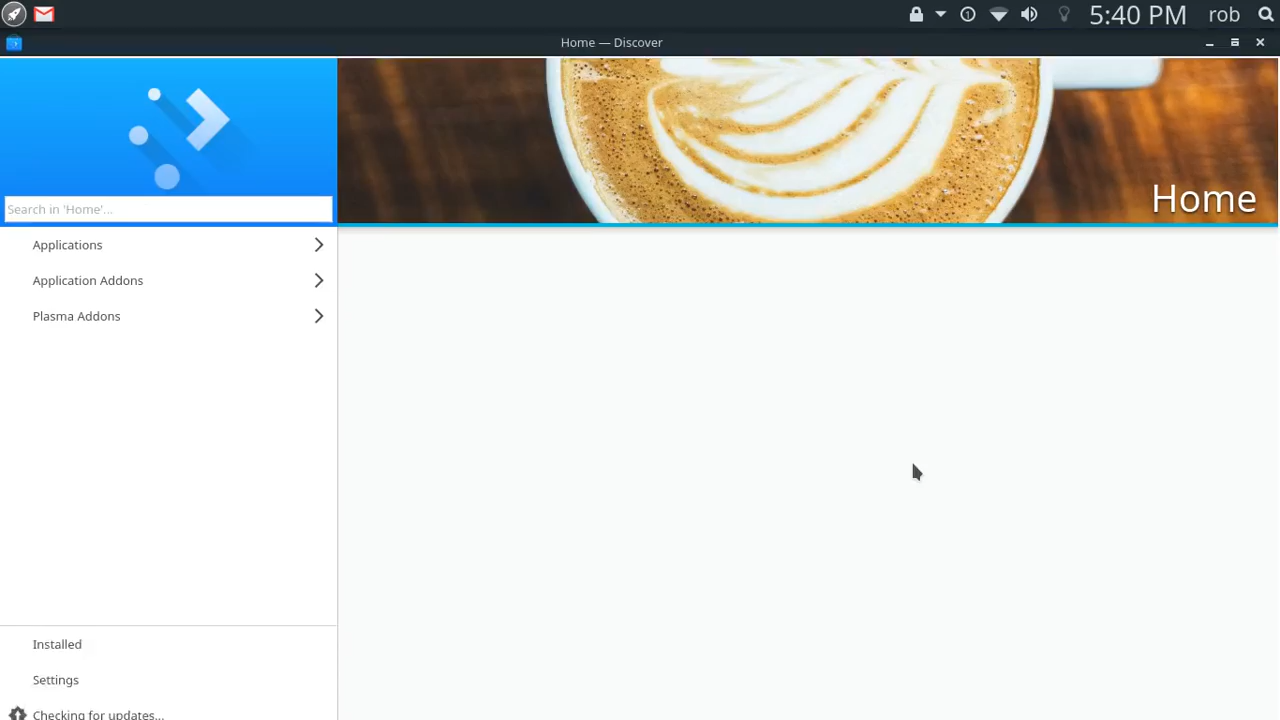 5:40 PM
rob
Home — Discover
Home
Search in 'Home'...
Applications
Application Addons
Plasma Addons
Installed
Settings
Checking for updates...